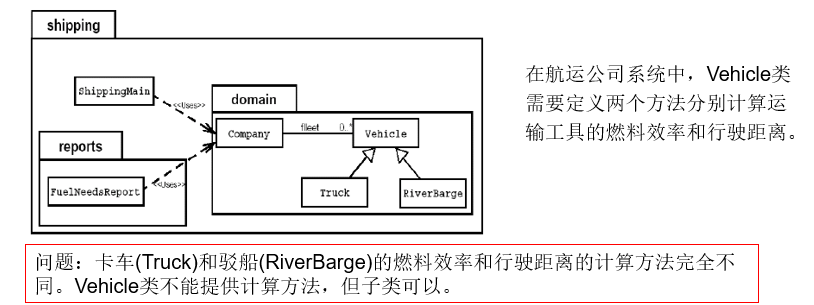 shipping
ShippingMain
<<Uses>>
domain
Company
fleet
0..*
Vehicle
reports
FuelNeedsReport
<<Uses>>
Truck
RiverBarge
在航运公司系统中，Vehicle类
需要定义两个方法分别计算运
输工具的燃料效率和行驶距离。
问题：卡车(Truck)和驳船(RiverBarge)的燃料效率和行驶距离的计算方法完全不
同。Vehicle类不能提供计算方法，但子类可以。